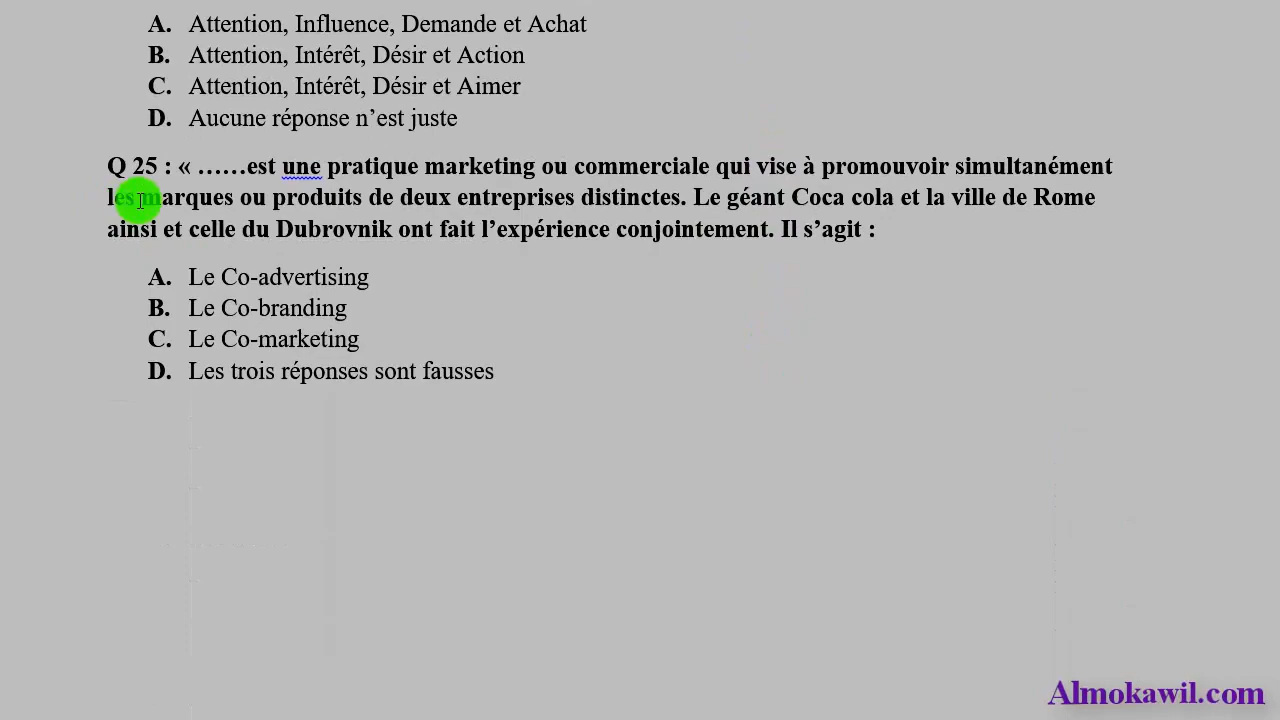 A. Attention, Influence, Demande et Achat
B. Attention, Intérêt, Désir et Action
C. Attention, Intérêt, Désir et Aimer
D. Aucune réponse n’est juste
Q 25 : « ……est une pratique marketing ou commerciale qui vise à promouvoir simultanément
les marques ou produits de deux entreprises distinctes. Le géant Coca cola et la ville de Rome
ainsi et celle du Dubrovnik ont fait l’expérience conjointement. Il s’agit :
A. Le Co-advertising
B. Le Co-branding
C. Le Co-marketing
D. Les trois réponses sont fausses
Almokawil.com